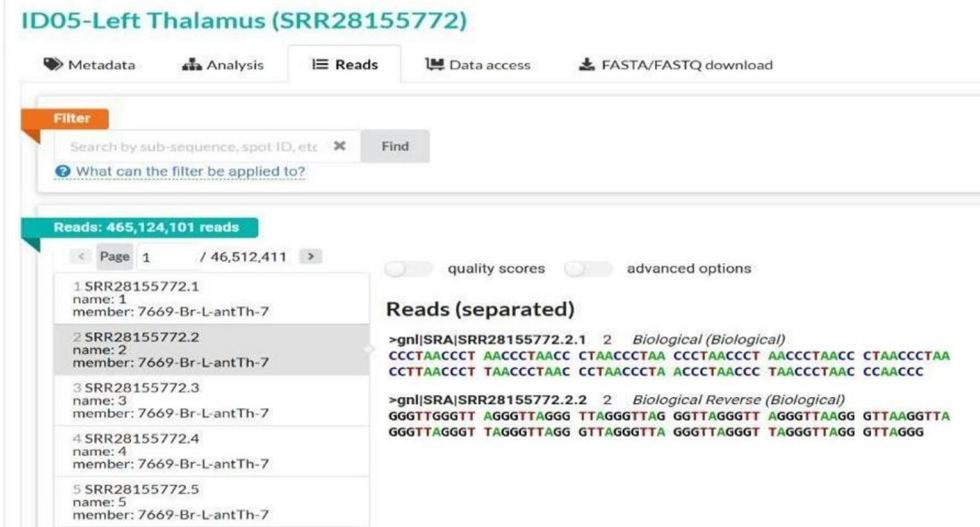 ID05-Left Thalamus (SRR28155772)
Metadata Analysis Reads Data access FASTA/FASTQ download
Filter
Search by sub-sequence, spot ID, etc Find
What can the filter be applied to?
Reads: 465,124,101 reads
< Page 1 / 46,512,411 >
1 SRR28155772.1
name: 1
member: 7669-Br-L-antTh-7
2 SRR28155772.2
name: 2
member: 7669-Br-L-antTh-7
3 SRR28155772.3
name: 3
member: 7669-Br-L-antTh-7
4 SRR28155772.4
name: 4
member: 7669-Br-L-antTh-7
5 SRR28155772.5
name: 5
member: 7669-Br-L-antTh-7
quality scores advanced options
Reads (separated)
>gnl|SRA|SRR28155772.2.1 2 Biological (Biological)
CCCTAACCCT AACCCTAACC CTAACCCTAA CCCTAACCCT AACCCTAACC CTAACCCTAA
CCTTAACCCT TAACCCTAAC CCTAACCCTA ACCCTAACCC TAACCCTAAC CCAACCC
>gnl|SRA|SRR28155772.2.2 2 Biological Reverse (Biological)
GGGTTGGGTT AGGGTTAGGG TTAGGGTTAG GGTTAGGGTT AGGGTTAAGG GTTAAGGTTA
GGGTTAGGGT TAGGGTTAGG GTTAGGGTTA GGGTTAGGGT TAGGGTTAGG GTTAGGG